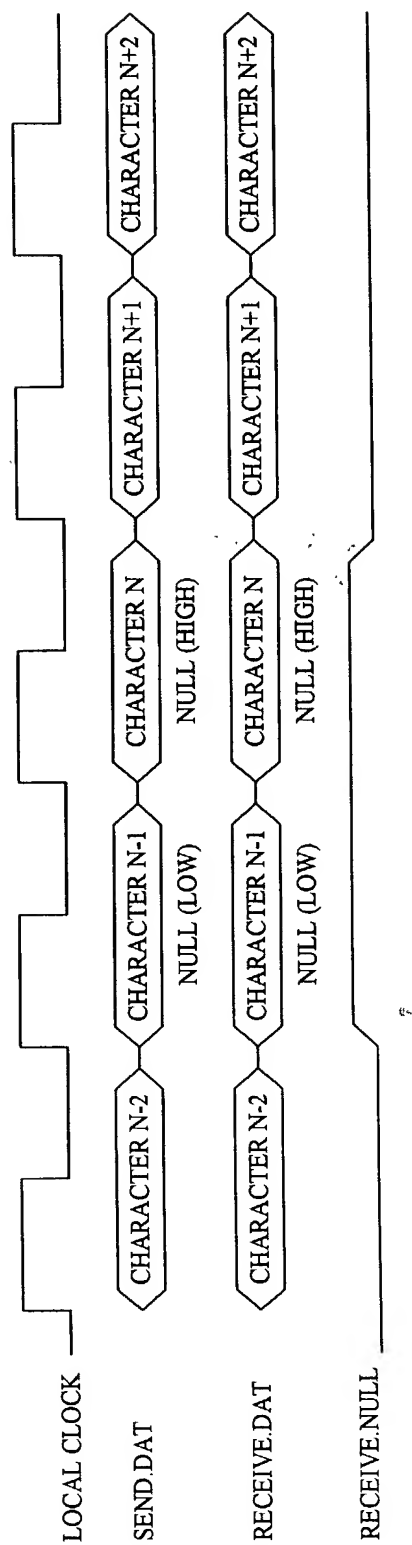 LOCAL CLOCK
SEND.DAT
CHARACTER N-2
CHARACTER N-1
CHARACTER N
CHARACTER N+1
CHARACTER N+2
NULL (LOW)
NULL (HIGH)
RECEIVE.DAT
CHARACTER N-2
CHARACTER N-1
CHARACTER N
CHARACTER N+1
CHARACTER N+2
NULL (LOW)
NULL (HIGH)
RECEIVE.NULL